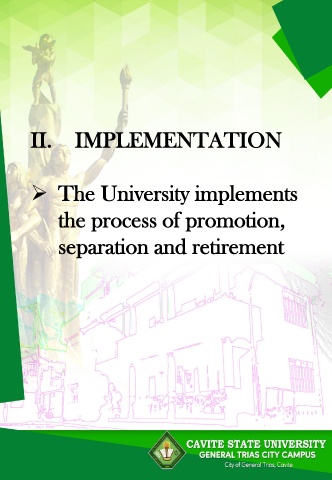 II. IMPLEMENTATION
➢ The University implements
the process of promotion,
separation and retirement
CAVITE STATE UNIVERSITY
GENERAL TRIAS CITY CAMPUS
City of General Trias, Cavite